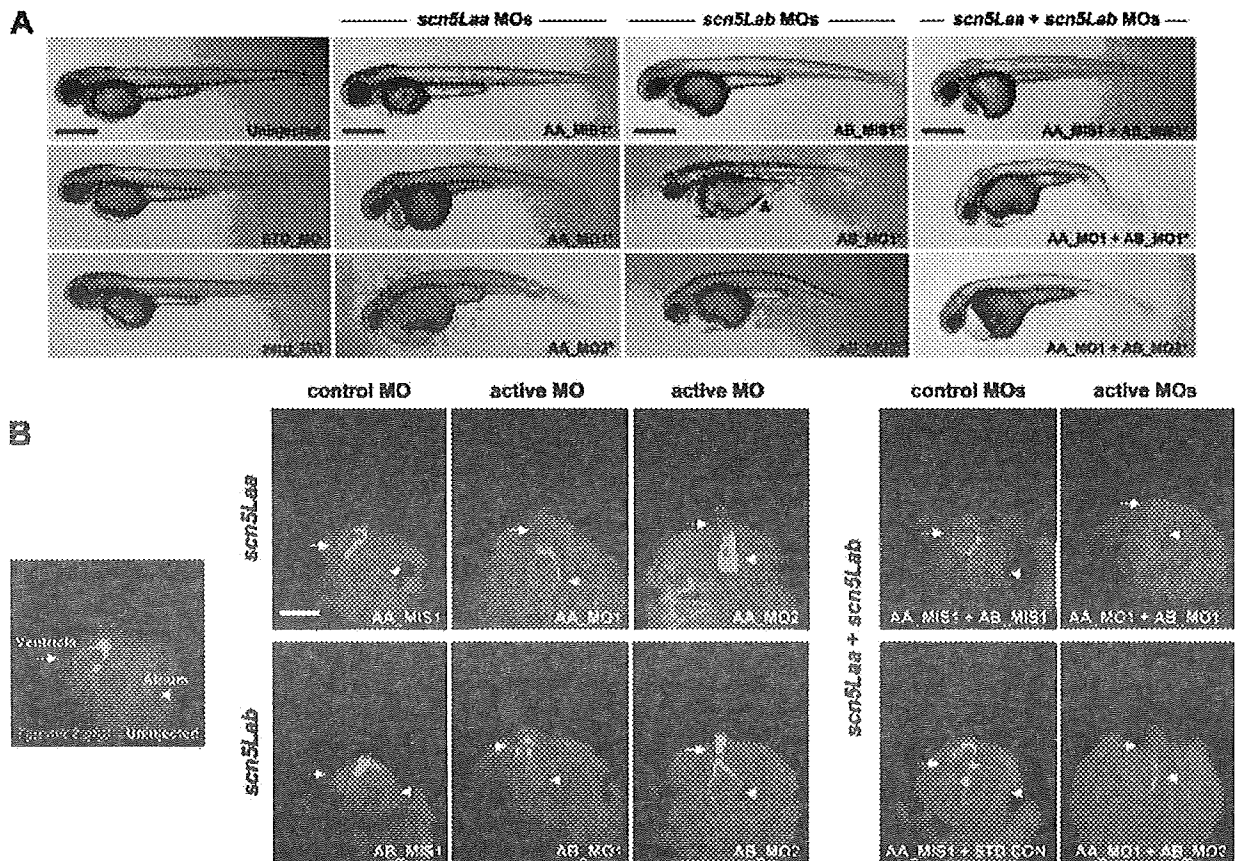 A
scn5Laa MOs
scn5Lab MOs
scn5Laa + scn5Lab MOs
Uninjected
AA_MIS1*
AB_MIS1*
AA_MIS1 + AB_MIS1*
STD_MO
AA_MO1*
AB_MO1*
AA_MO1 + AB_MO1*
AA_MO2*
AB_MO2*
AA_MO1 + AB_MO2*
B
control MO
active MO
active MO
control MOs
active MOs
scn5Laa
AA_MIS1
AA_MO1
AA_MO2
scn5Laa + scn5Lab
AA_MIS1 + AB_MIS1
AA_MO1 + AB_MO1
Ventricle
Atrium
Uninjected
scn5Lab
AB_MIS1
AB_MO1
AB_MO2
AA_MIS1 + STD CON
AA_MO1 + AB_MO2